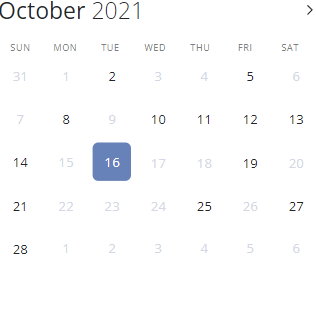 October 2021
SUN MON TUE WED THU FRI SAT
31 1 2 3 4 5 6
7 8 9 10 11 12 13
14 15 16 17 18 19 20
21 22 23 24 25 26 27
28 1 2 3 4 5 6